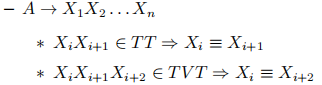 – A → X₁X₂ . . . Xₙ
∗ XᵢXᵢ₊₁ ∈ TT ⇒ Xᵢ ≡ Xᵢ₊₁
∗ XᵢXᵢ₊₁Xᵢ₊₂ ∈ TVT ⇒ Xᵢ ≡ Xᵢ₊₂